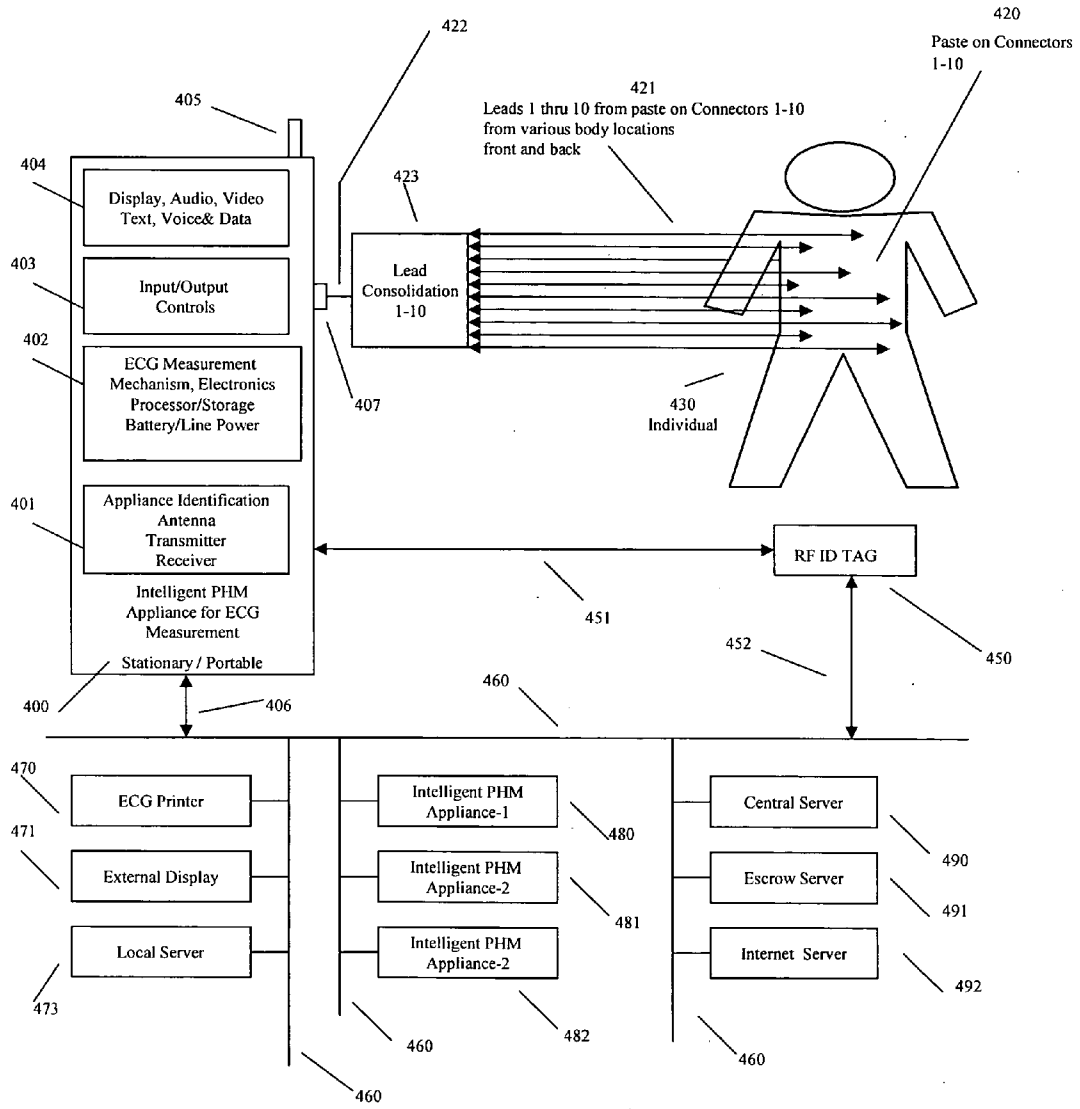 420
Paste on Connectors
1-10
422
421
Leads 1 thru 10 from paste on Connectors 1-10
from various body locations
front and back
405
404
Display, Audio, Video
Text, Voice& Data
423
403
Input/Output
Controls
Lead
Consolidation
1-10
402
ECG Measurement
Mechanism, Electronics
Processor/Storage
Battery/Line Power
407
430
Individual
401
Appliance Identification
Antenna
Transmitter
Receiver
RF ID TAG
Intelligent PHM
Appliance for ECG
Measurement
451
452
450
Stationary / Portable
400
406
460
470
ECG Printer
Intelligent PHM
Appliance-1
480
Central Server
490
471
External Display
Intelligent PHM
Appliance-2
481
Escrow Server
491
Local Server
473
Intelligent PHM
Appliance-2
482
Internet Server
492
460
460
460